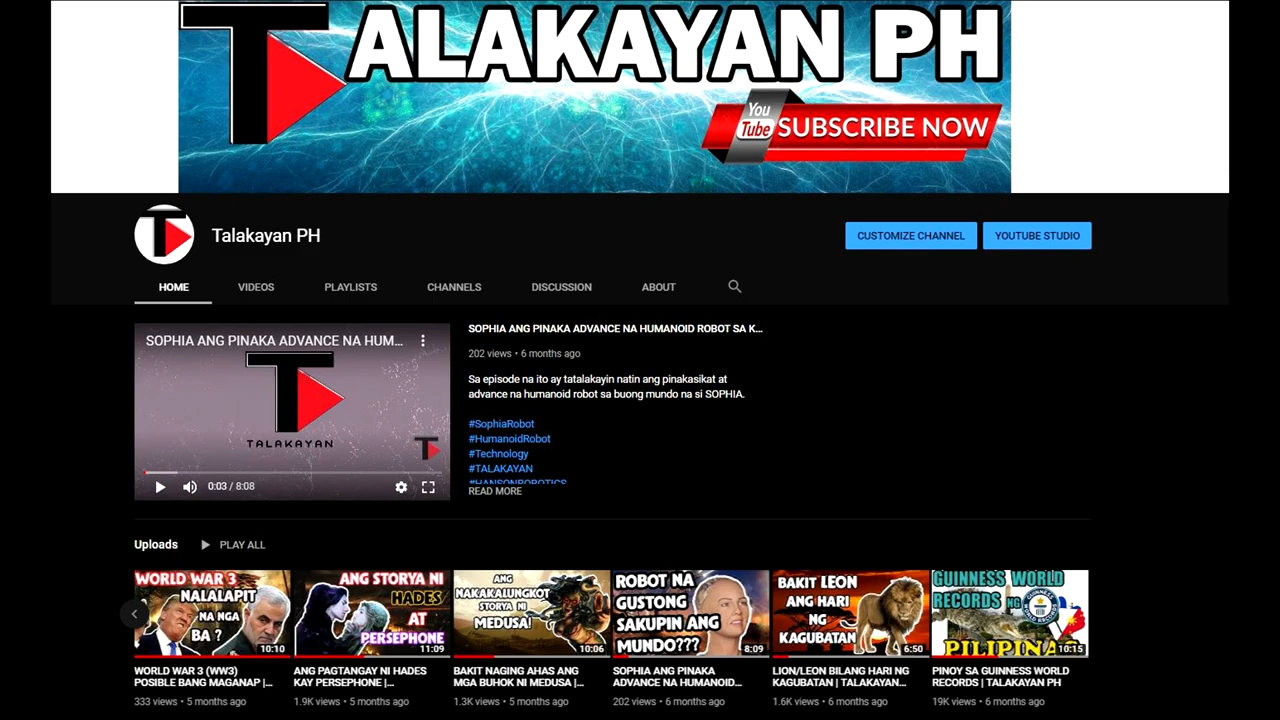 TALAKAYAN PH
You
Tube
SUBSCRIBE NOW
T
Talakayan PH
CUSTOMIZE CHANNEL
YOUTUBE STUDIO
HOME
VIDEOS
PLAYLISTS
CHANNELS
DISCUSSION
ABOUT
SOPHIA ANG PINAKA ADVANCE NA HUM...
T
TALAKAYAN
T
0:03 / 8:08
SOPHIA ANG PINAKA ADVANCE NA HUMANOID ROBOT SA K...
202 views • 6 months ago
Sa episode na ito ay tatalakayin natin ang pinakasikat at
advance na humanoid robot sa buong mundo na si SOPHIA.
#SophiaRobot
#HumanoidRobot
#Technology
#TALAKAYAN
#HANSONROBOTICS
READ MORE
Uploads
PLAY ALL
WORLD WAR 3
NALALAPIT
NA NGA
BA ?
10:10
WORLD WAR 3 (WW3)
POSIBLE BANG MAGANAP |...
333 views • 5 months ago
ANG STORYA NI
HADES
AT
PERSEPHONE
11:09
ANG PAGTANGAY NI HADES
KAY PERSEPHONE |...
1.9K views • 5 months ago
ANG
NAKAKALUNGKOT
STORYA NI
MEDUSA!
10:06
BAKIT NAGING AHAS ANG
MGA BUHOK NI MEDUSA |...
1.3K views • 5 months ago
ROBOT NA
GUSTONG
SAKUPIN ANG
MUNDO???
8:09
SOPHIA ANG PINAKA
ADVANCE NA HUMANOID...
202 views • 6 months ago
BAKIT LEON
ANG HARI
NG
KAGUBATAN
6:50
LION/LEON BILANG HARI NG
KAGUBATAN | TALAKAYAN...
1.6K views • 6 months ago
GUINNESS WORLD
RECORDS NG
PILIPINA
10:15
PINOY SA GUINNESS WORLD
RECORDS | TALAKAYAN PH
19K views • 6 months ago